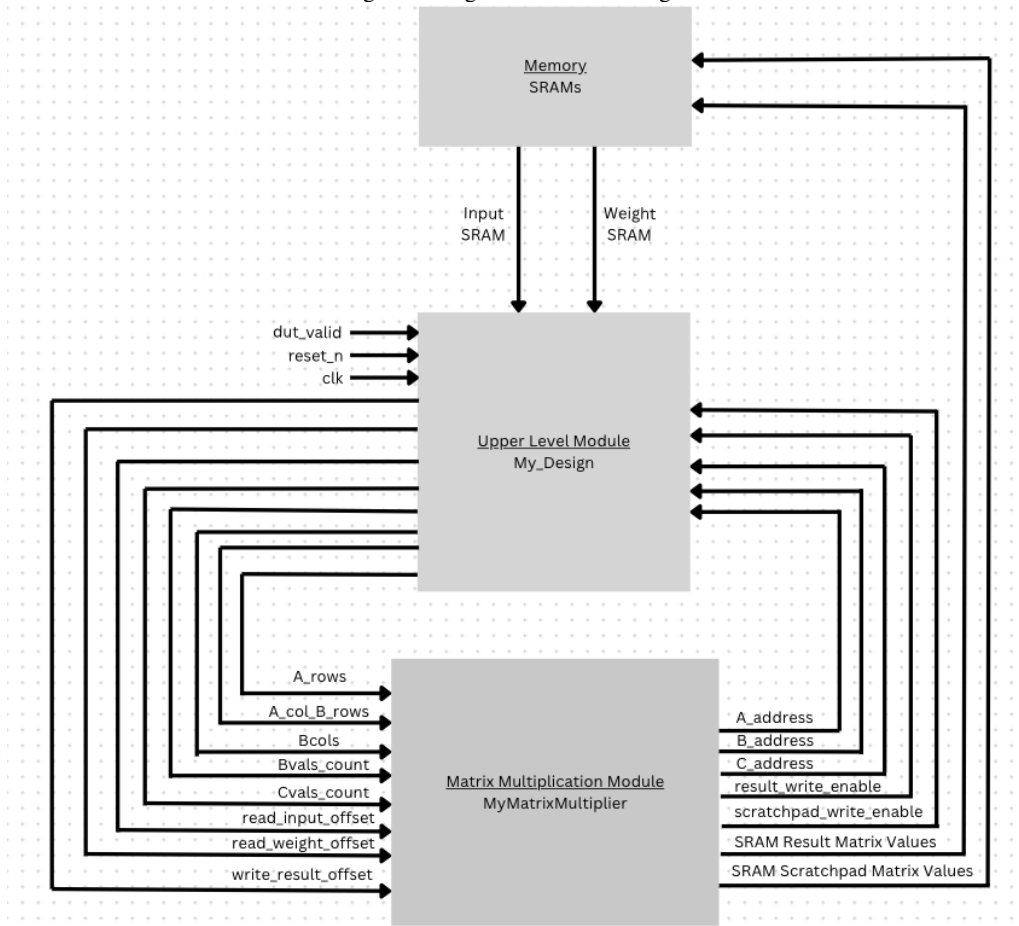 Memory
SRAMs
Input
SRAM
Weight
SRAM
dut_valid
reset_n
clk
Upper Level Module
My_Design
A_rows
A_col_B_rows
Bcols
Bvals_count
Cvals_count
read_input_offset
read_weight_offset
write_result_offset
Matrix Multiplication Module
MyMatrixMultiplier
A_address
B_address
C_address
result_write_enable
scratchpad_write_enable
SRAM Result Matrix Values
SRAM Scratchpad Matrix Values